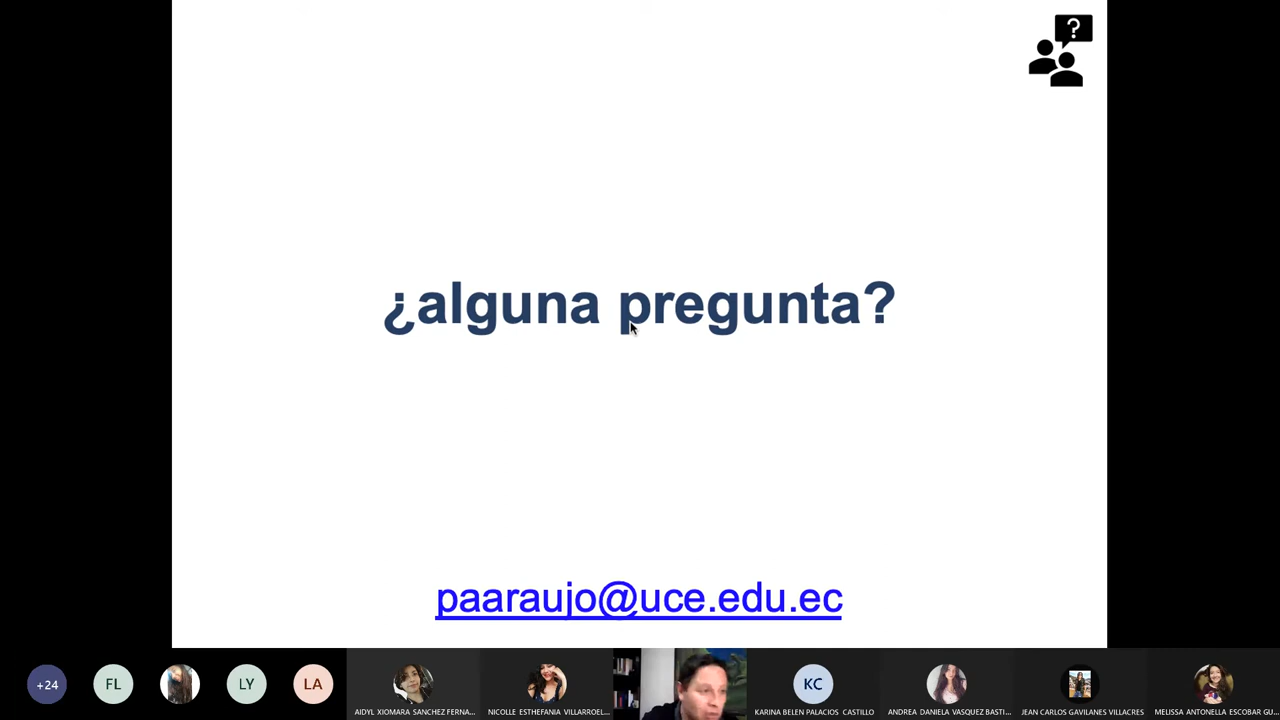 ?
¿alguna pregunta?
paaraujo@uce.edu.ec
+24
FL
LY
LA
AIDYL XIOMARA SANCHEZ FERNA...
NICOLLE ESTHEFANIA VILLARROEL...
KC
KARINA BELEN PALACIOS CASTILLO
ANDREA DANIELA VASQUEZ BASTI...
JEAN CARLOS GAVILANES VILLACRES
MELISSA ANTONELLA ESCOBAR GU...